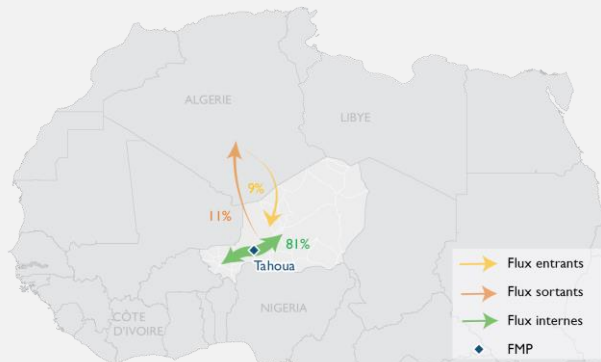 ALGERIE
LIBYE
9%
11%
81%
Tahoua
NIGERIA
CÔTE
D'IVOIRE
Flux entrants
Flux sortants
Flux internes
FMP